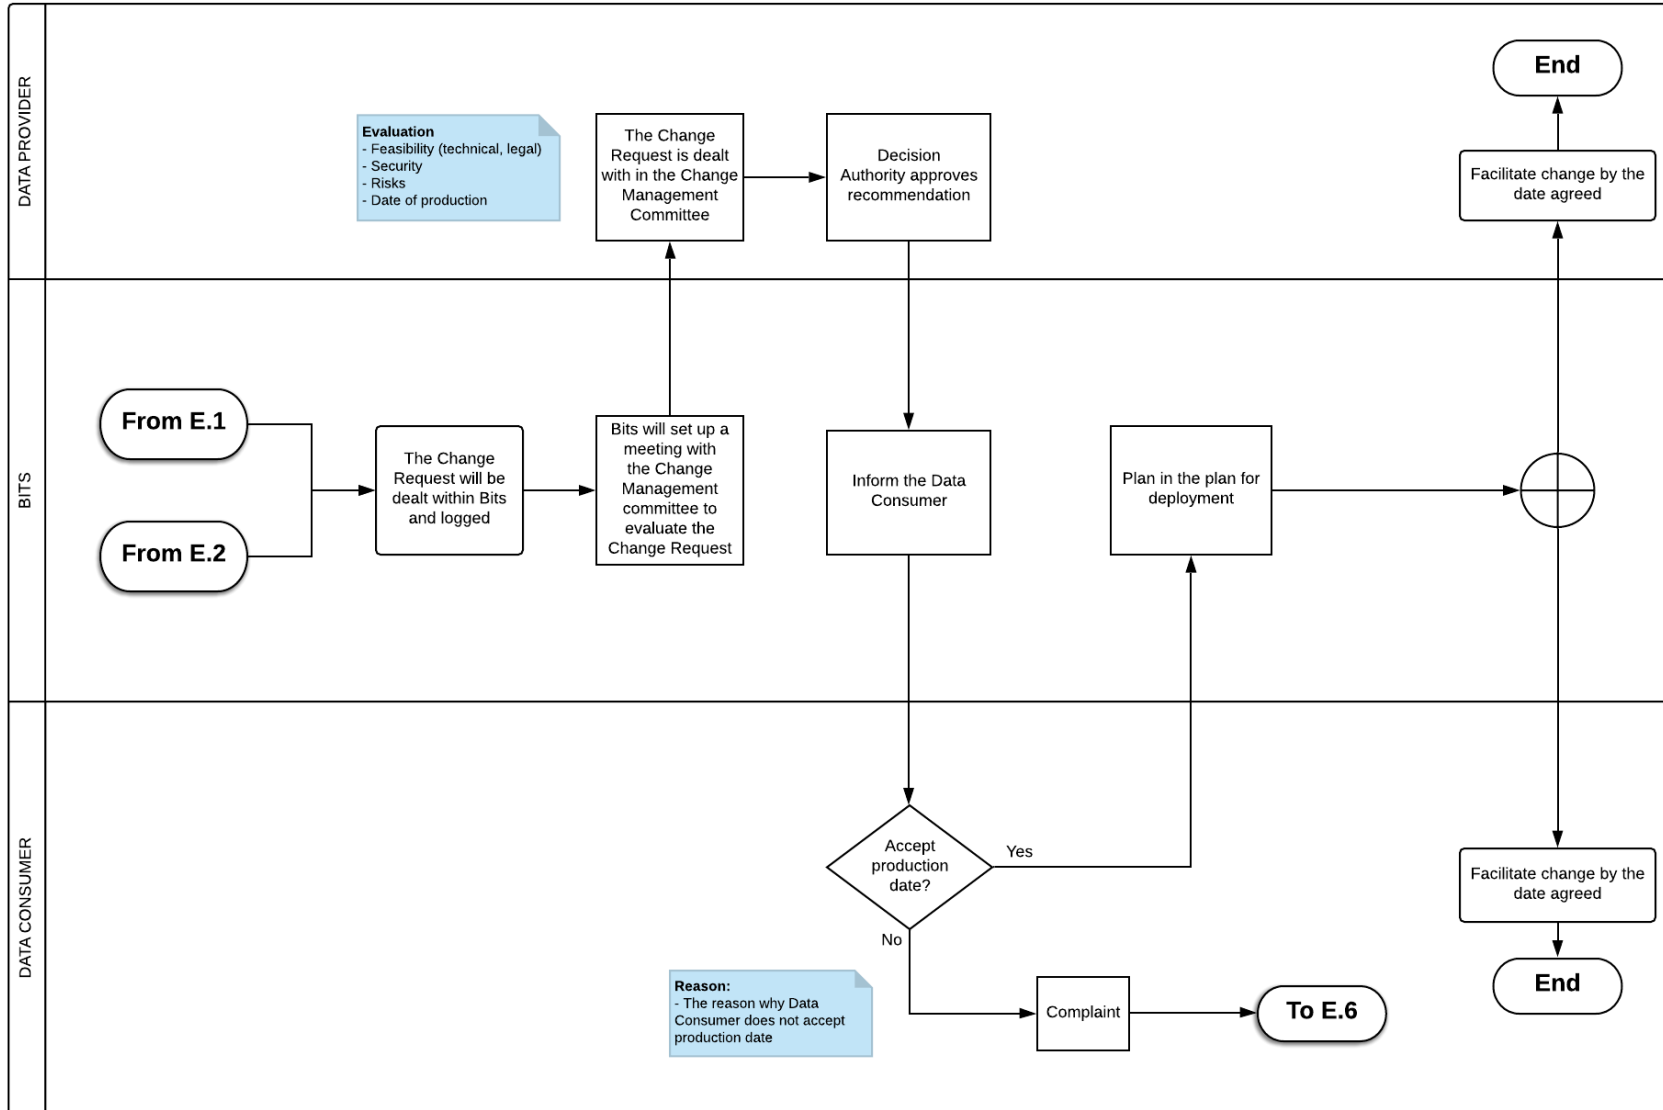 DATA PROVIDER
Evaluation
- Feasibility (technical, legal)
- Security
- Risks
- Date of production
The Change
Request is dealt
with in the Change
Management
Committee
Decision
Authority approves
recommendation
End
Facilitate change by the
date agreed
BITS
From E.1
From E.2
The Change
Request will be
dealt within Bits
and logged
Bits will set up a
meeting with
the Change
Management
committee to
evaluate the
Change Request
Inform the Data
Consumer
Plan in the plan for
deployment
DATA CONSUMER
Accept
production
date?
Yes
No
Reason:
- The reason why Data
Consumer does not accept
production date
Complaint
To E.6
Facilitate change by the
date agreed
End